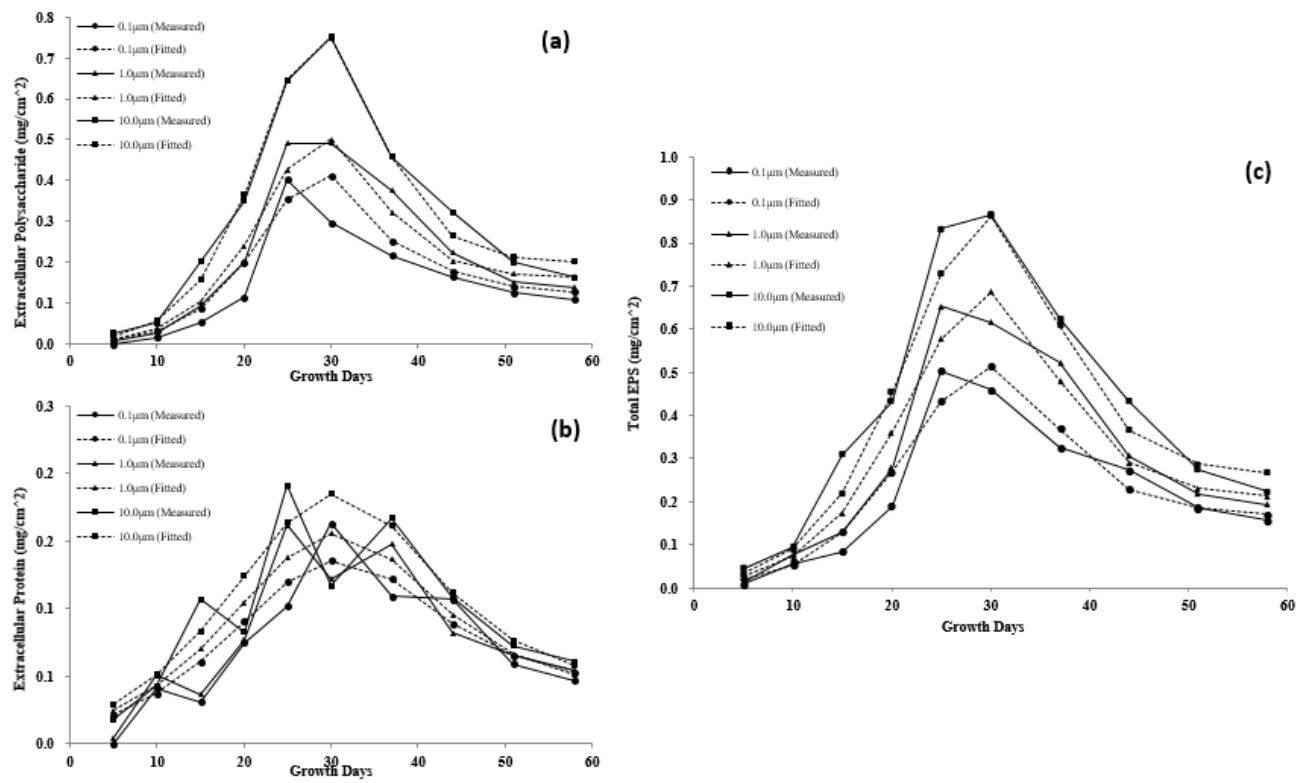 0.8
0.7
0.6
0.5
0.4
0.3
0.2
0.1
0.0
Extracellular Polysaccharide (mg/cm^2)
0.1μm (Measured)
0.1μm (Fitted)
1.0μm (Measured)
1.0μm (Fitted)
10.0μm (Measured)
10.0μm (Fitted)
(a)
0 10 20 30 40 50 60
Growth Days
0.3
0.2
0.2
0.1
0.1
0.0
Extracellular Protein (mg/cm^2)
0.1μm (Measured)
0.1μm (Fitted)
1.0μm (Measured)
1.0μm (Fitted)
10.0μm (Measured)
10.0μm (Fitted)
(b)
0 10 20 30 40 50 60
Growth Days
1.0
0.9
0.8
0.7
0.6
0.5
0.4
0.3
0.2
0.1
0.0
Total EPS (mg/cm^2)
0.1μm (Measured)
0.1μm (Fitted)
1.0μm (Measured)
1.0μm (Fitted)
10.0μm (Measured)
10.0μm (Fitted)
(c)
0 10 20 30 40 50 60
Growth Days